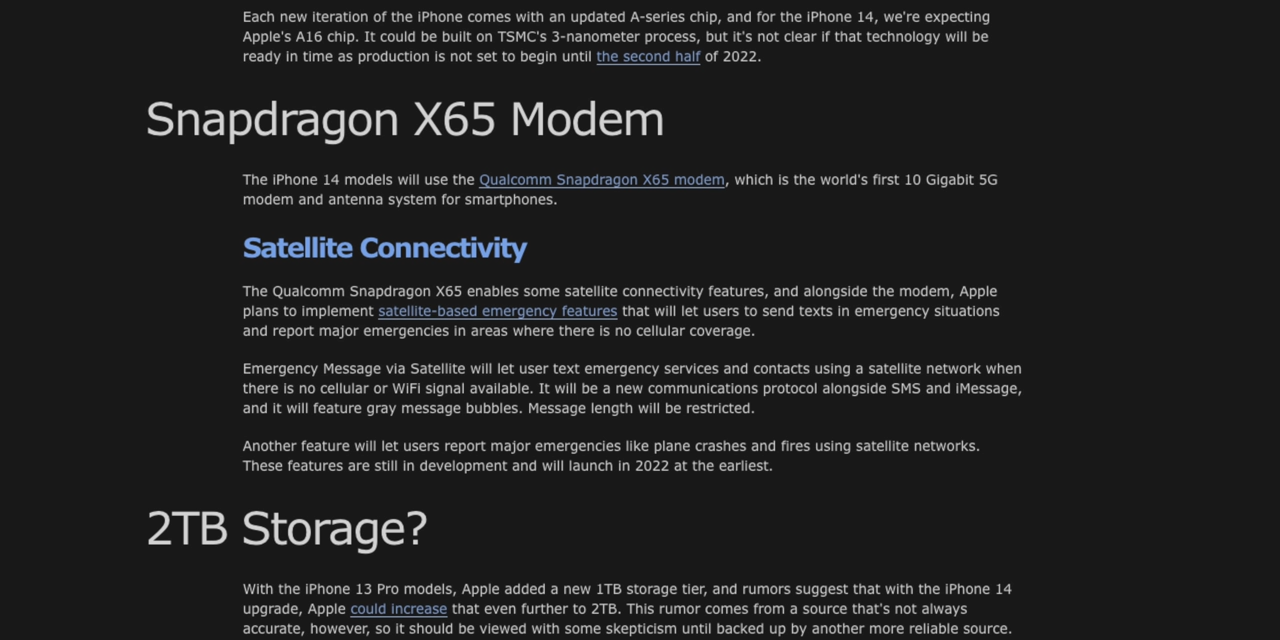 Each new iteration of the iPhone comes with an updated A-series chip, and for the iPhone 14, we're expecting
Apple's A16 chip. It could be built on TSMC's 3-nanometer process, but it's not clear if that technology will be
ready in time as production is not set to begin until the second half of 2022.
Snapdragon X65 Modem
The iPhone 14 models will use the Qualcomm Snapdragon X65 modem, which is the world's first 10 Gigabit 5G
modem and antenna system for smartphones.
Satellite Connectivity
The Qualcomm Snapdragon X65 enables some satellite connectivity features, and alongside the modem, Apple
plans to implement satellite-based emergency features that will let users to send texts in emergency situations
and report major emergencies in areas where there is no cellular coverage.
Emergency Message via Satellite will let user text emergency services and contacts using a satellite network when
there is no cellular or WiFi signal available. It will be a new communications protocol alongside SMS and iMessage,
and it will feature gray message bubbles. Message length will be restricted.
Another feature will let users report major emergencies like plane crashes and fires using satellite networks.
These features are still in development and will launch in 2022 at the earliest.
2TB Storage?
With the iPhone 13 Pro models, Apple added a new 1TB storage tier, and rumors suggest that with the iPhone 14
upgrade, Apple could increase that even further to 2TB. This rumor comes from a source that's not always
accurate, however, so it should be viewed with some skepticism until backed up by another more reliable source.